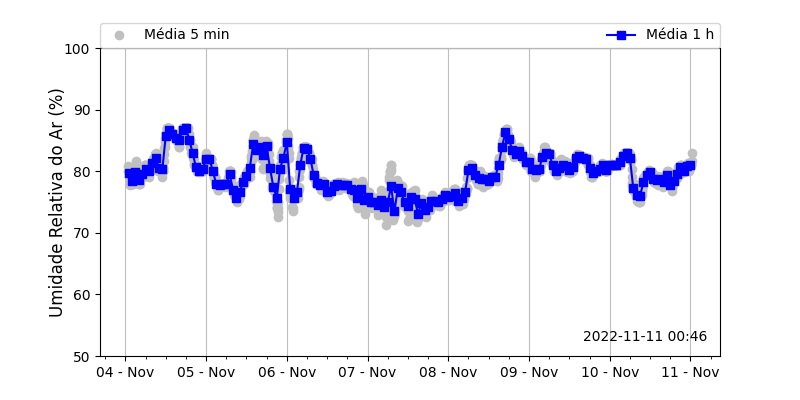 Média 5 min
Média 1 h
Umidade Relativa do Ar (%)
100
90
80
70
60
50
2022-11-11 00:46
04 - Nov
05 - Nov
06 - Nov
07 - Nov
08 - Nov
09 - Nov
10 - Nov
11 - Nov